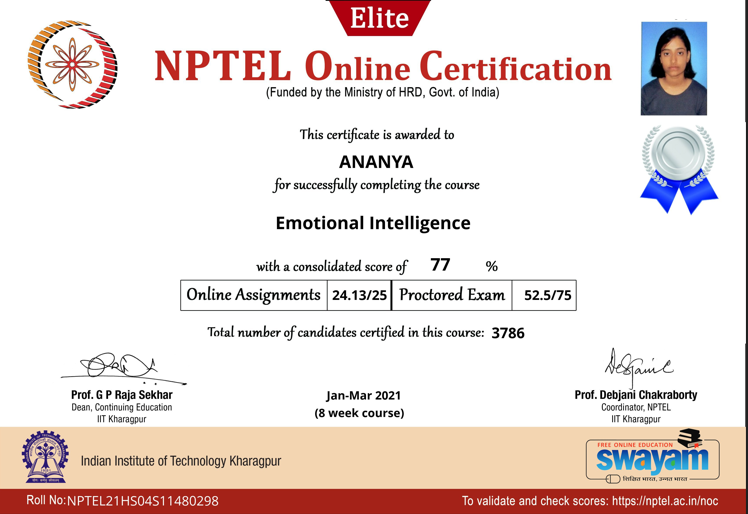 Elite
NPTEL Online Certification
(Funded by the Ministry of HRD, Govt. of India)
This certificate is awarded to
ANANYA
for successfully completing the course
Emotional Intelligence
with a consolidated score of 77 %
Online Assignments 24.13/25 Proctored Exam 52.5/75
Total number of candidates certified in this course: 3786
Prof. G P Raja Sekhar
Dean, Continuing Education
IIT Kharagpur
Jan-Mar 2021
(8 week course)
Prof. Debjani Chakraborty
Coordinator, NPTEL
IIT Kharagpur
Indian Institute of Technology Kharagpur
FREE ONLINE EDUCATION
swayam
शिक्षित भारत, उन्नत भारत
Roll No: NPTEL21HS04S11480298
To validate and check scores: https://nptel.ac.in/noc